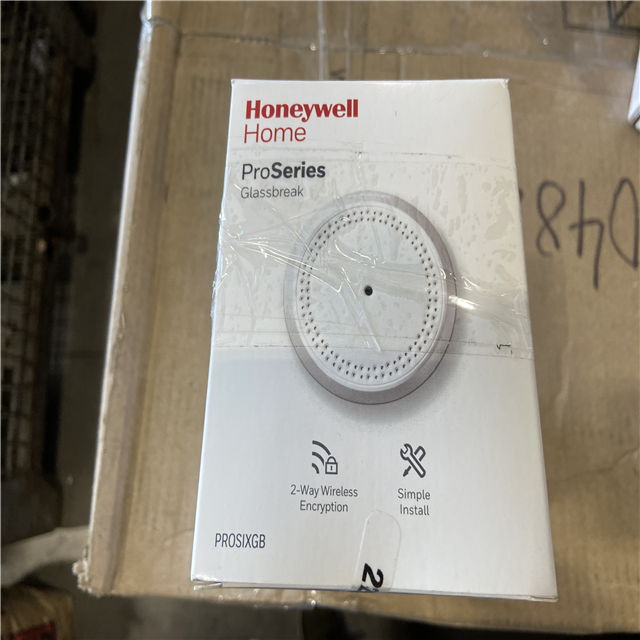 Honeywell
Home
ProSeries
Glassbreak
2-Way Wireless
Encryption
Simple
Install
PROSIXGB